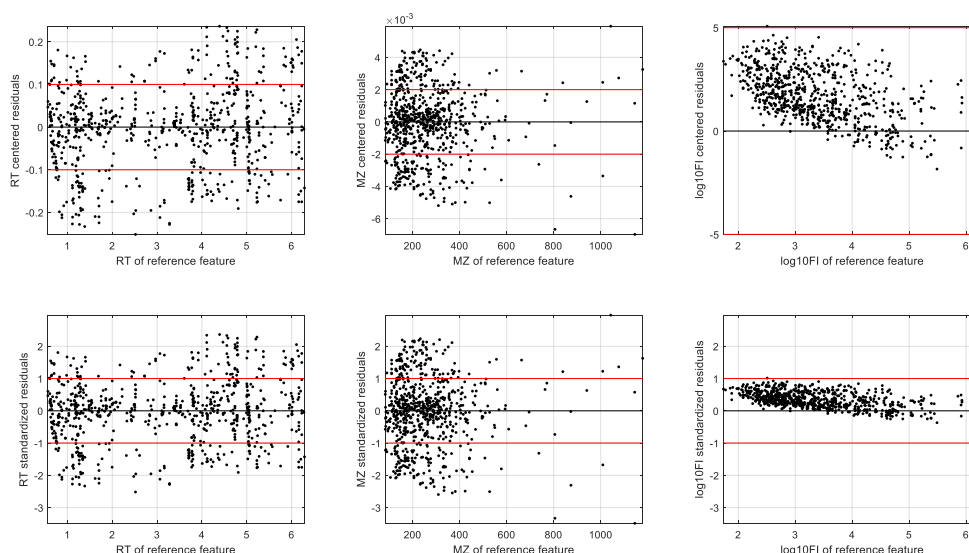 ×10⁻³
0.2
0.1
0
-0.1
-0.2
RT centered residuals
1 2 3 4 5 6
RT of reference feature
4
2
0
-2
-4
-6
MZ centered residuals
200 400 600 800 1000
MZ of reference feature
5
0
-5
log10FI centered residuals
2 3 4 5 6
log10FI of reference feature
2
1
0
-1
-2
-3
RT standardized residuals
1 2 3 4 5 6
RT of reference feature
2
1
0
-1
-2
-3
MZ standardized residuals
200 400 600 800 1000
MZ of reference feature
2
1
0
-1
-2
-3
log10FI standardized residuals
2 3 4 5 6
log10FI of reference feature